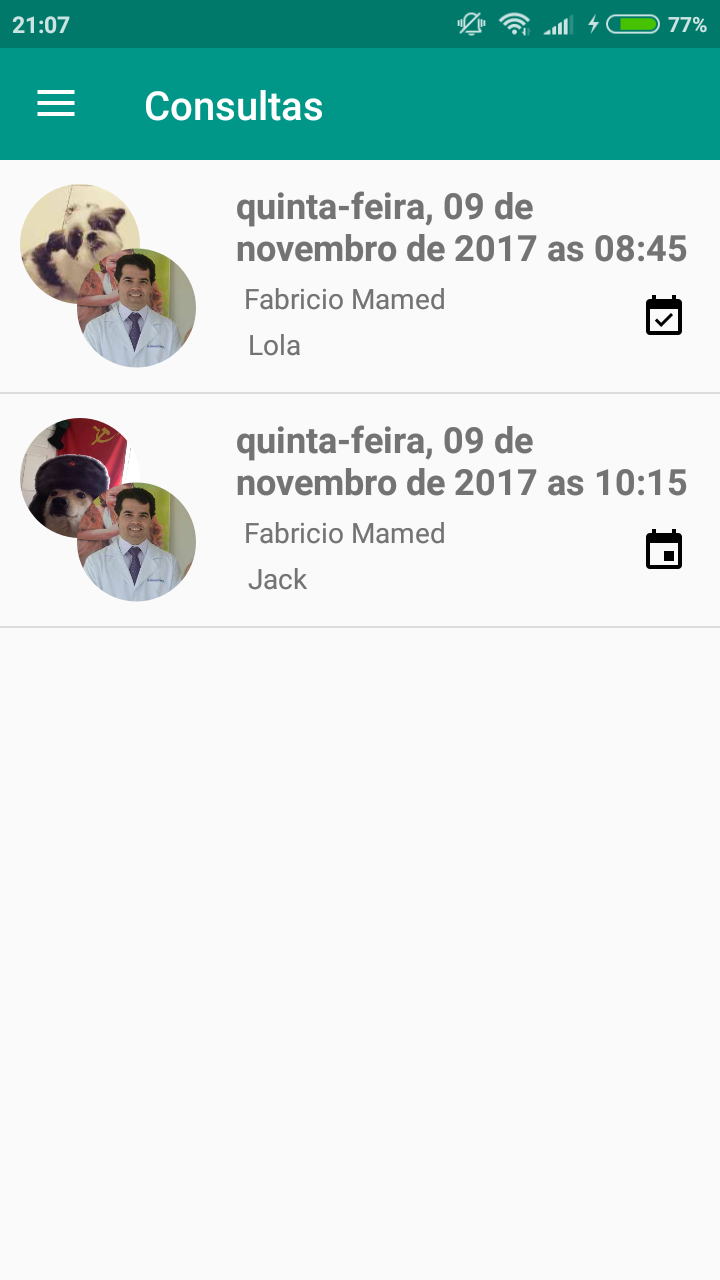 21:07
77%
Consultas
quinta-feira, 09 de
novembro de 2017 as 08:45
Fabricio Mamed
Lola
quinta-feira, 09 de
novembro de 2017 as 10:15
Fabricio Mamed
Jack